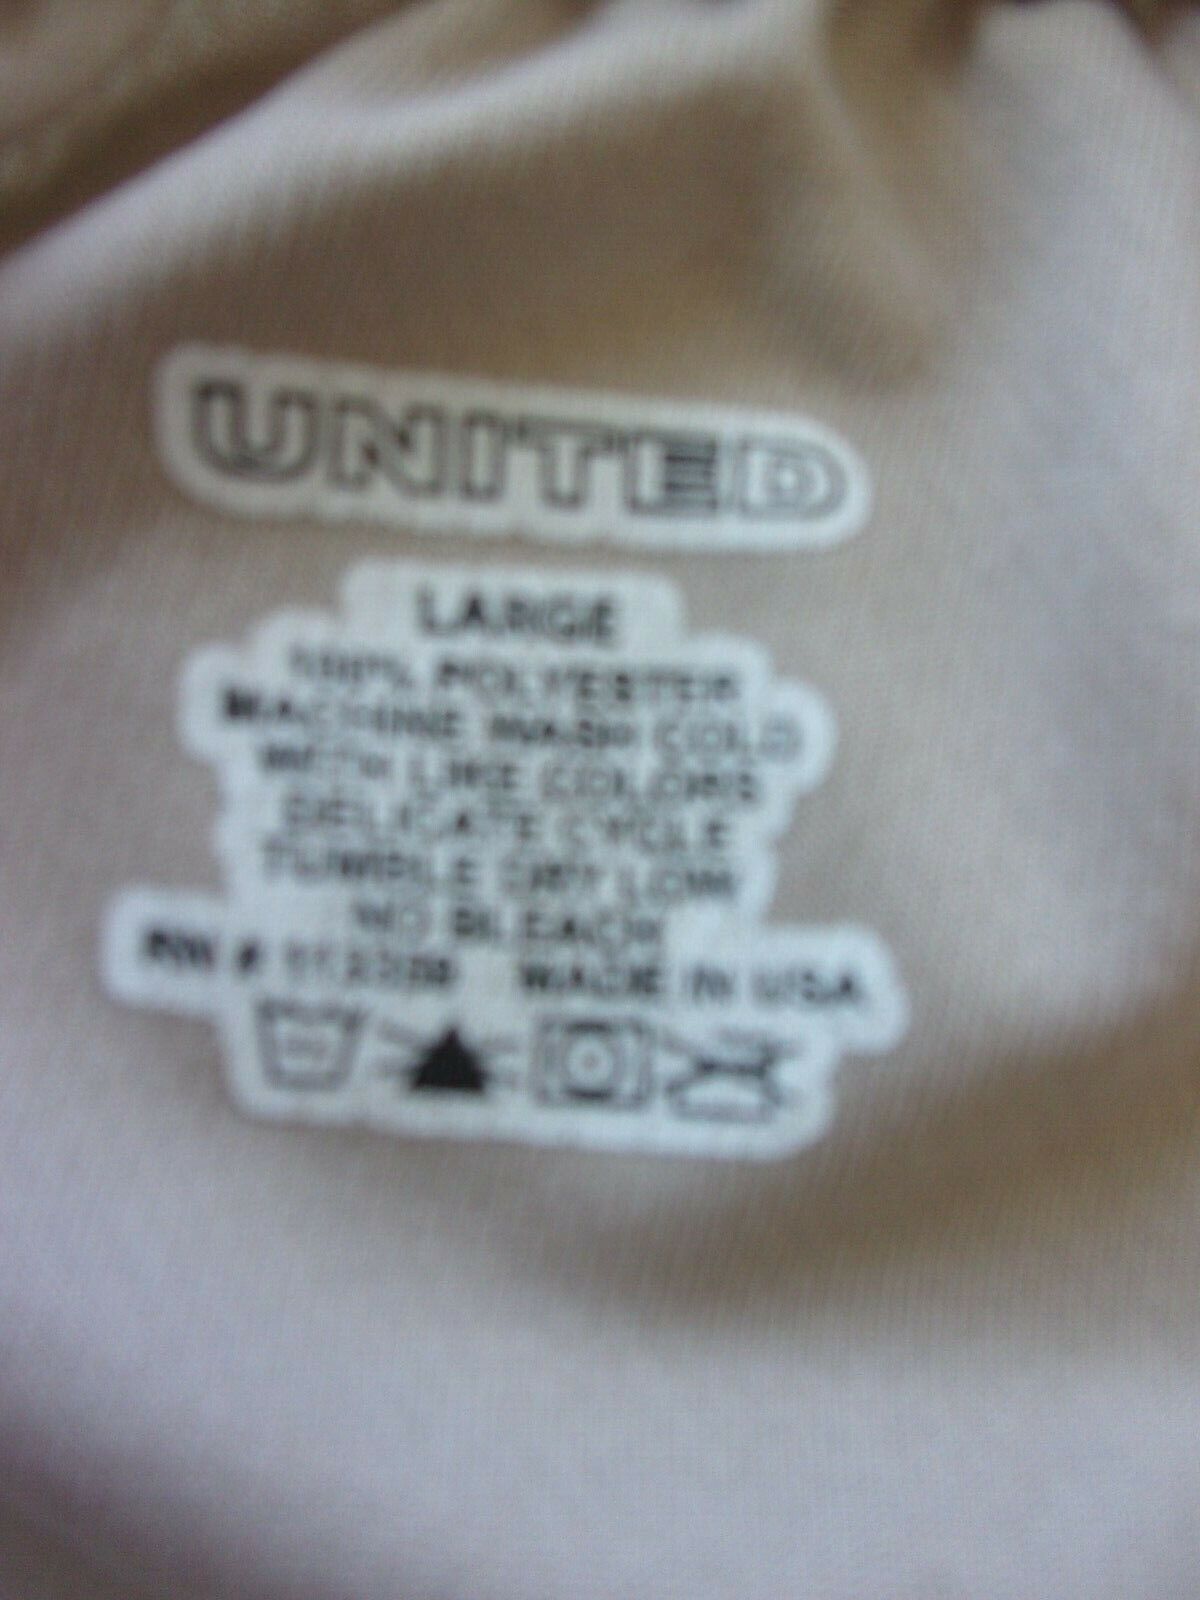 UNITED
LARGE
100% POLYESTER
MACHINE WASH COLD
WITH LIKE COLORS
DELICATE CYCLE
TUMBLE DRY LOW
NO BLEACH
RN # MADE IN USA